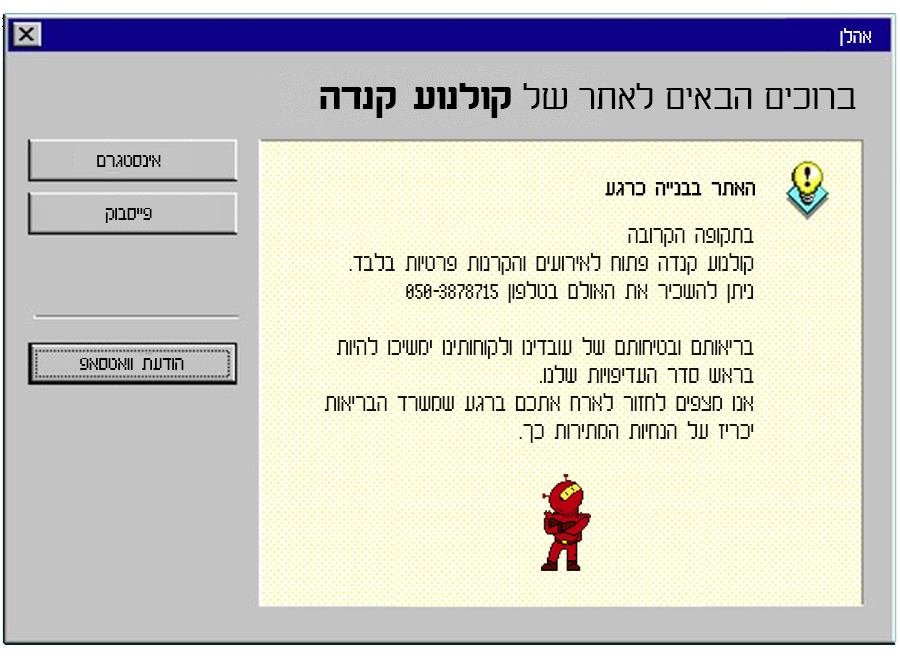 אהלן
ברוכים הבאים לאתר של קולנוע קנדה
אינסטגרם
פייסבוק
הודעת וואטסאפ
האתר בבנייה כרגע
בתקופה הקרובה
קולנוע קנדה פתוח לאירועים והקרנות פרטיות בלבד.
ניתן להשכיר את האולם בטלפון 050-3878715
בריאותם ובטיחותם של עובדינו ולקוחותינו ימשיכו להיות
בראש סדר העדיפויות שלנו.
אנו מצפים לחזור לארח אתכם ברגע שמשרד הבריאות
יכריז על הנחיות המתירות כך.